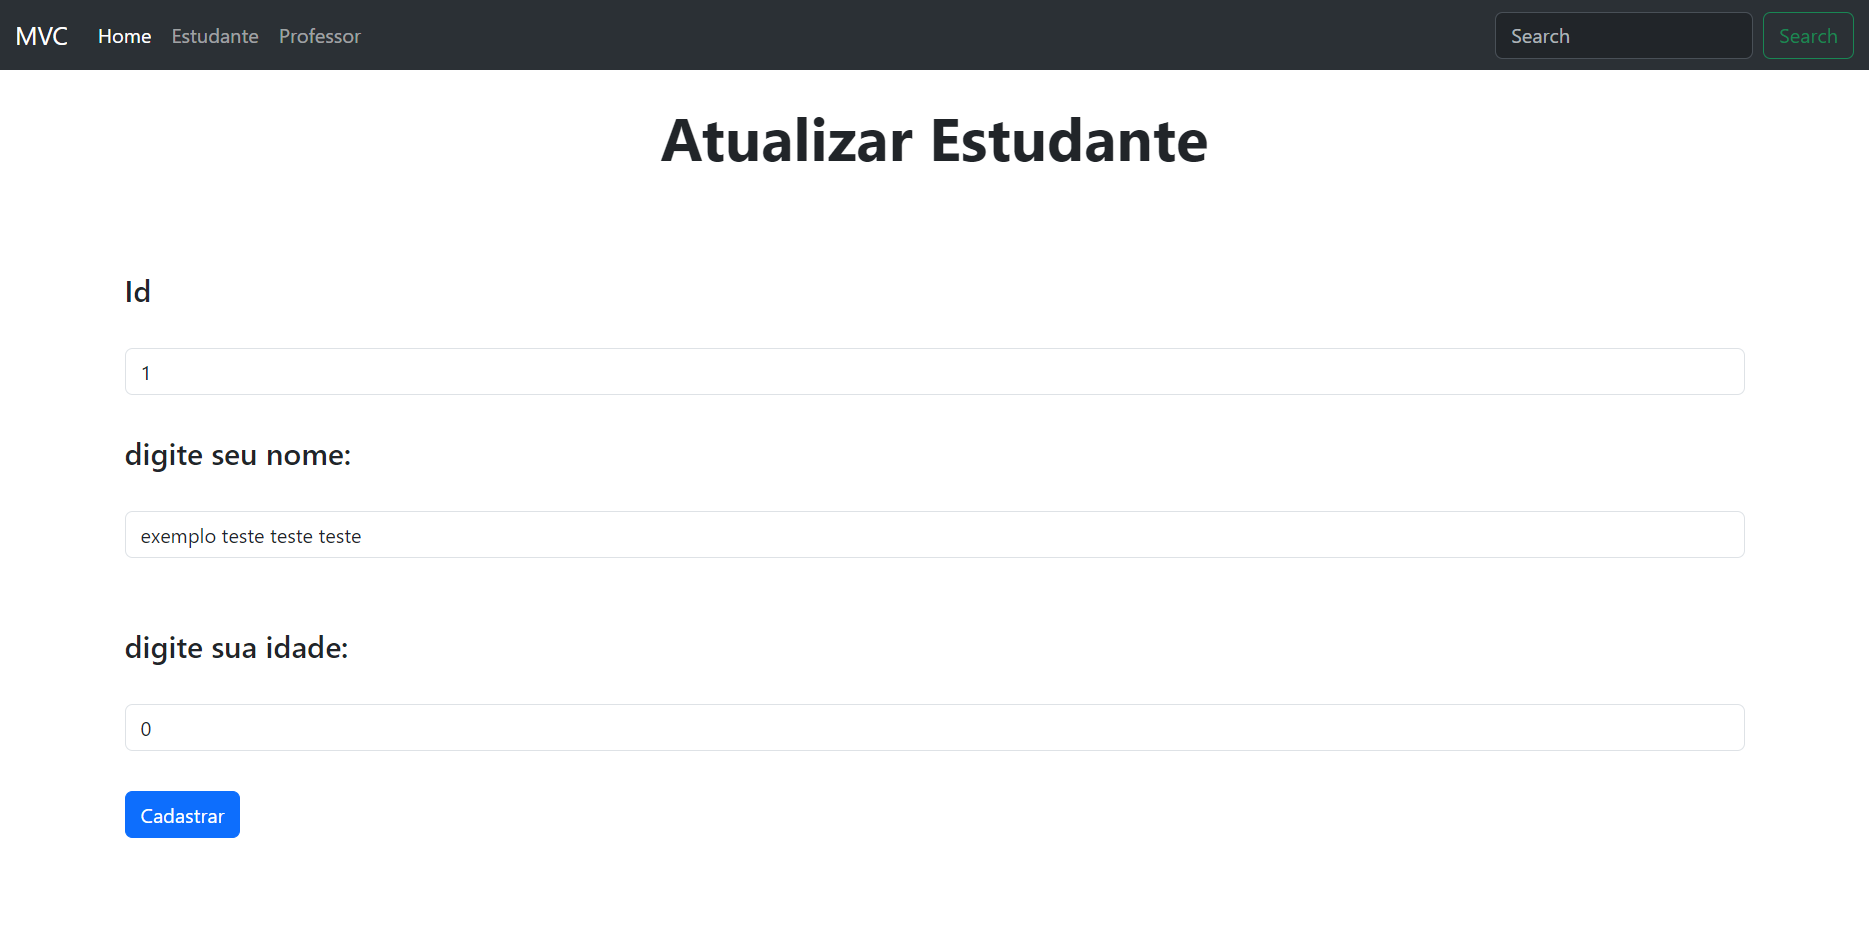 MVC Home Estudante Professor Search Search
Atualizar Estudante
Id
1
digite seu nome:
exemplo teste teste teste
digite sua idade:
0
Cadastrar